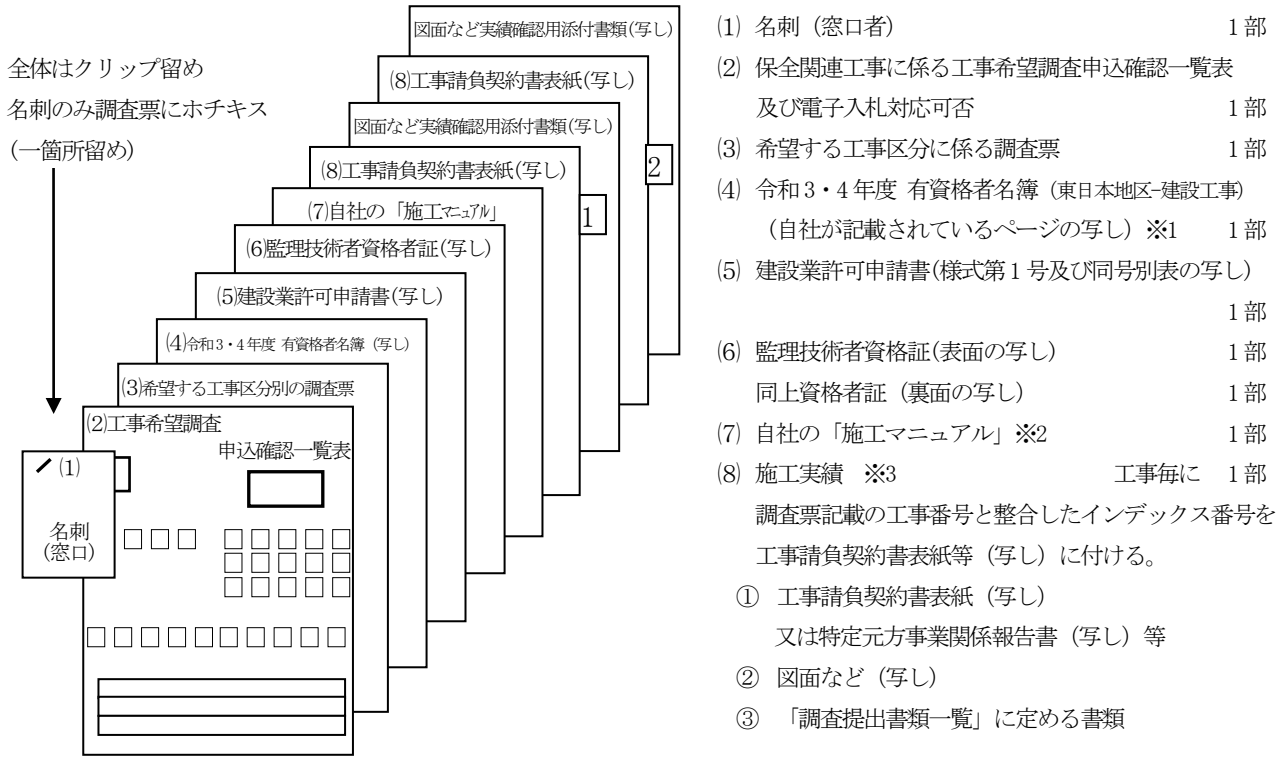 全体はクリップ留め
名刺のみ調査票にホチキス
(一箇所留め)
図面など実績確認用添付書類(写し)
(8)工事請負契約書表紙(写し)
図面など実績確認用添付書類(写し)
2
(8)工事請負契約書表紙(写し)
1
(7)自社の「施工マニュアル」
(6)監理技術者資格者証(写し)
(5)建設業許可申請書(写し)
(4)令和3・4年度 有資格者名簿 (写し)
(3)希望する工事区分別の調査票
(2)工事希望調査
申込確認一覧表
(1)
名刺
(窓口)
(1) 名刺(窓口者) 1部
(2) 保全関連工事に係る工事希望調査申込確認一覧表
及び電子入札対応可否 1部
(3) 希望する工事区分に係る調査票 1部
(4) 令和3・4年度 有資格者名簿(東日本地区-建設工事)
(自社が記載されているページの写し)※1 1部
(5) 建設業許可申請書(様式第1号及び同号別表の写し)
1部
(6) 監理技術者資格証(表面の写し) 1部
同上資格者証(裏面の写し) 1部
(7) 自社の「施工マニュアル」※2 1部
(8) 施工実績 ※3 工事毎に 1部
調査票記載の工事番号と整合したインデックス番号を
工事請負契約書表紙等(写し)に付ける。
① 工事請負契約書表紙(写し)
又は特定元方事業関係報告書(写し)等
② 図面など(写し)
③ 「調査提出書類一覧」に定める書類